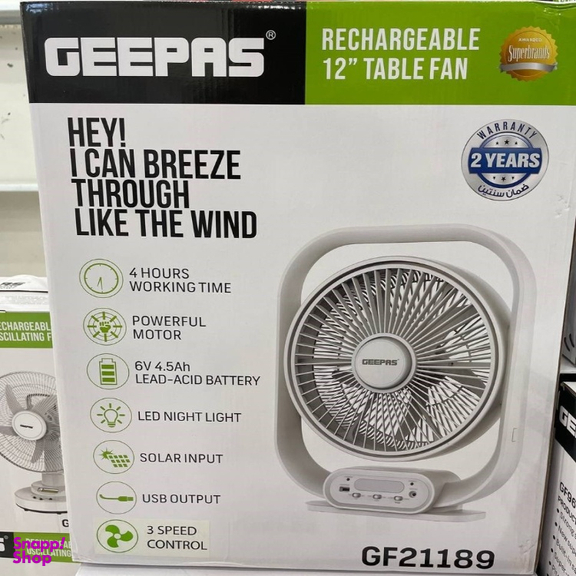 GEEPAS®
RECHARGEABLE
12” TABLE FAN
AWARDED
Superbrands
HEY!
I CAN BREEZE
THROUGH
LIKE THE WIND
WARRANTY
2 YEARS
ضمان سنتين
4 HOURS
WORKING TIME
POWERFUL
MOTOR
6V 4.5Ah
LEAD-ACID BATTERY
LED NIGHT LIGHT
SOLAR INPUT
USB OUTPUT
3 SPEED
CONTROL
GEEPAS
GF21189
Snapp!
Shop